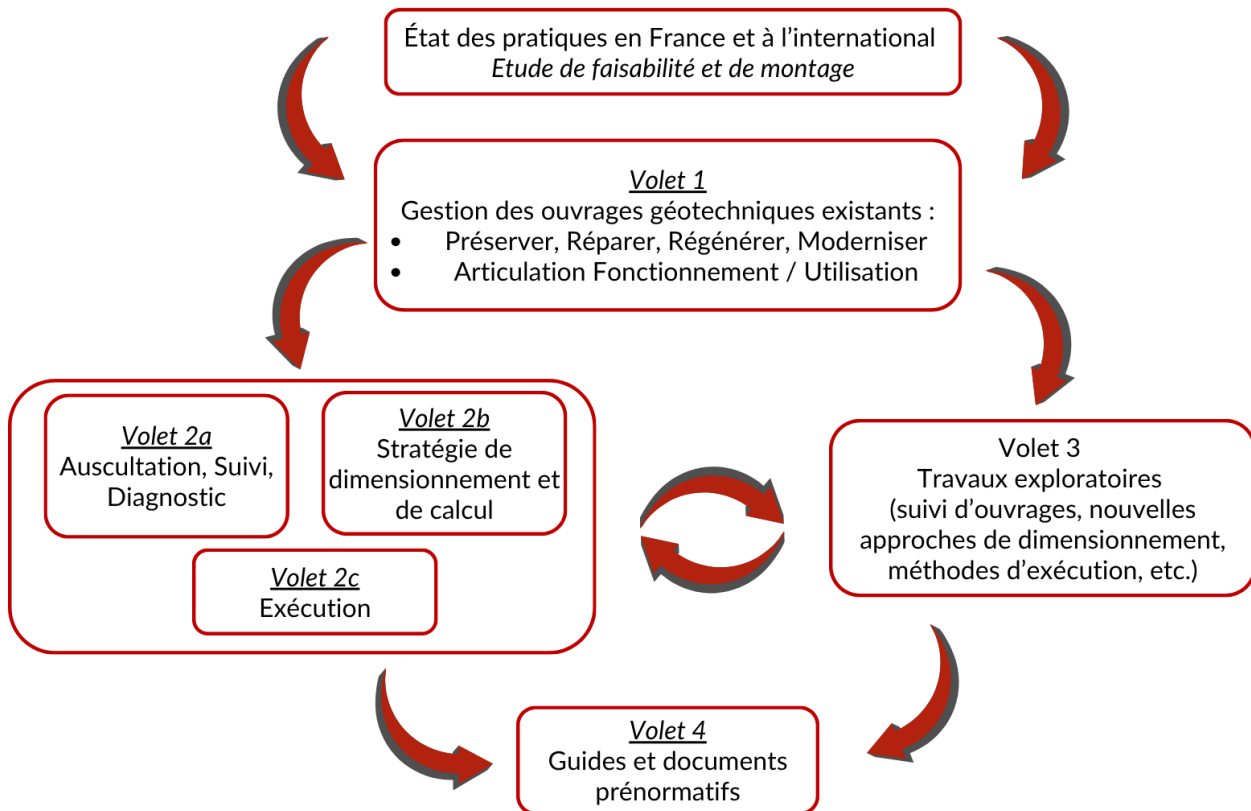 État des pratiques en France et à l’international
Etude de faisabilité et de montage
Volet 1
Gestion des ouvrages géotechniques existants :
• Préserver, Réparer, Régénérer, Moderniser
• Articulation Fonctionnement / Utilisation
Volet 2a
Auscultation, Suivi,
Diagnostic
Volet 2b
Stratégie de
dimensionnement et
de calcul
Volet 2c
Exécution
Volet 3
Travaux exploratoires
(suivi d’ouvrages, nouvelles
approches de dimensionnement,
méthodes d’exécution, etc.)
Volet 4
Guides et documents
prénormatifs